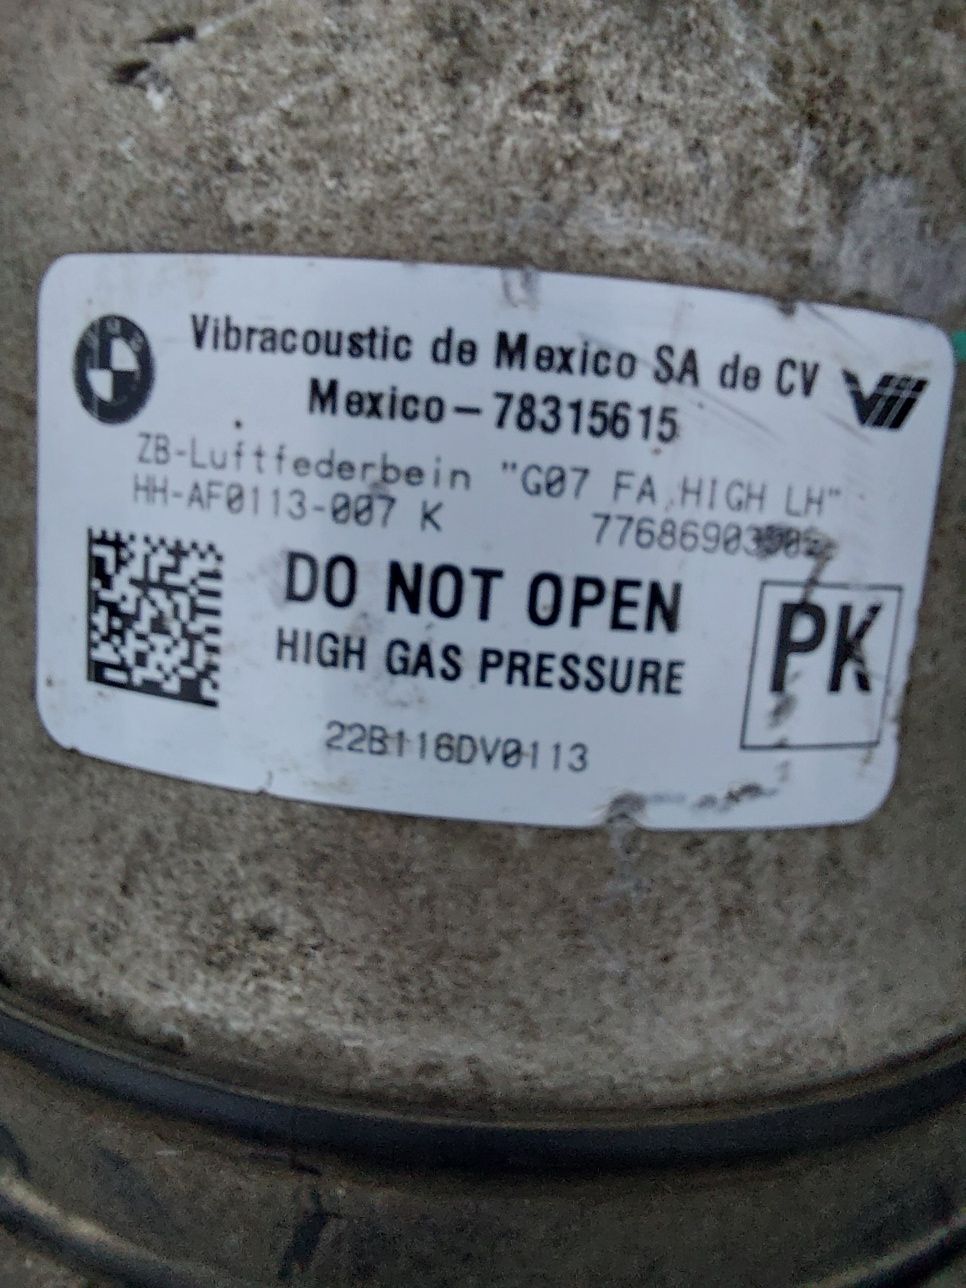 Vibracoustic de Mexico SA de CV
Mexico-78315615
ZB-Luftfederbein "G07 FA,HIGH LH"
HH-AF0113-007 K
DO NOT OPEN
HIGH GAS PRESSURE
PK
22B116DV0113